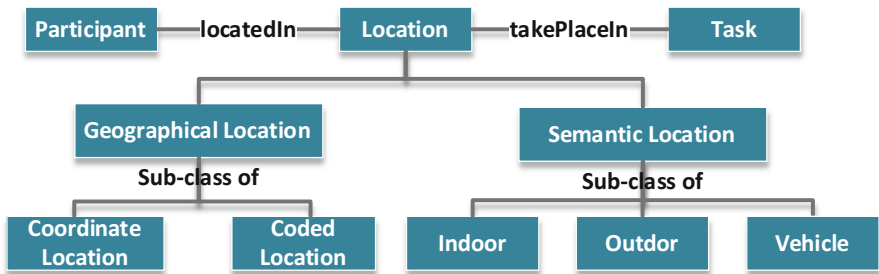 Participant locatedIn Location takePlaceIn Task
Geographical Location
Semantic Location
Sub-class of
Sub-class of
Coordinate
Location
Coded
Location
Indoor
Outdor
Vehicle